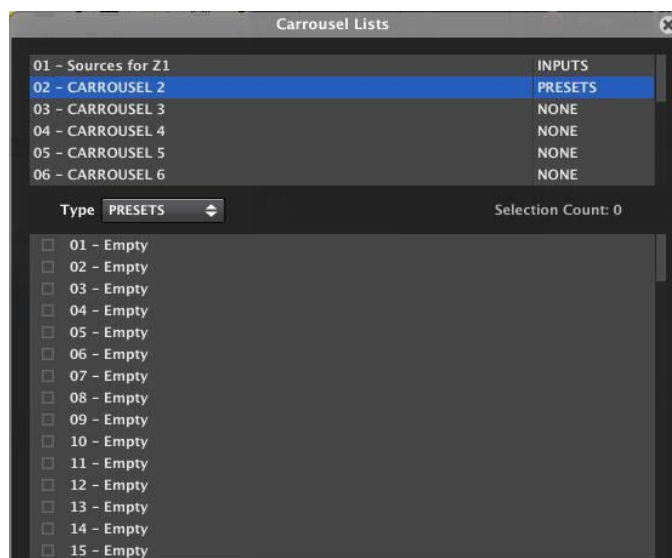 Carrousel Lists
01 – Sources for Z1 INPUTS
02 – CARROUSEL 2 PRESETS
03 – CARROUSEL 3 NONE
04 – CARROUSEL 4 NONE
05 – CARROUSEL 5 NONE
06 – CARROUSEL 6 NONE
Type PRESETS Selection Count: 0
01 – Empty
02 – Empty
03 – Empty
04 – Empty
05 – Empty
06 – Empty
07 – Empty
08 – Empty
09 – Empty
10 – Empty
11 – Empty
12 – Empty
13 – Empty
14 – Empty
15 – Empty